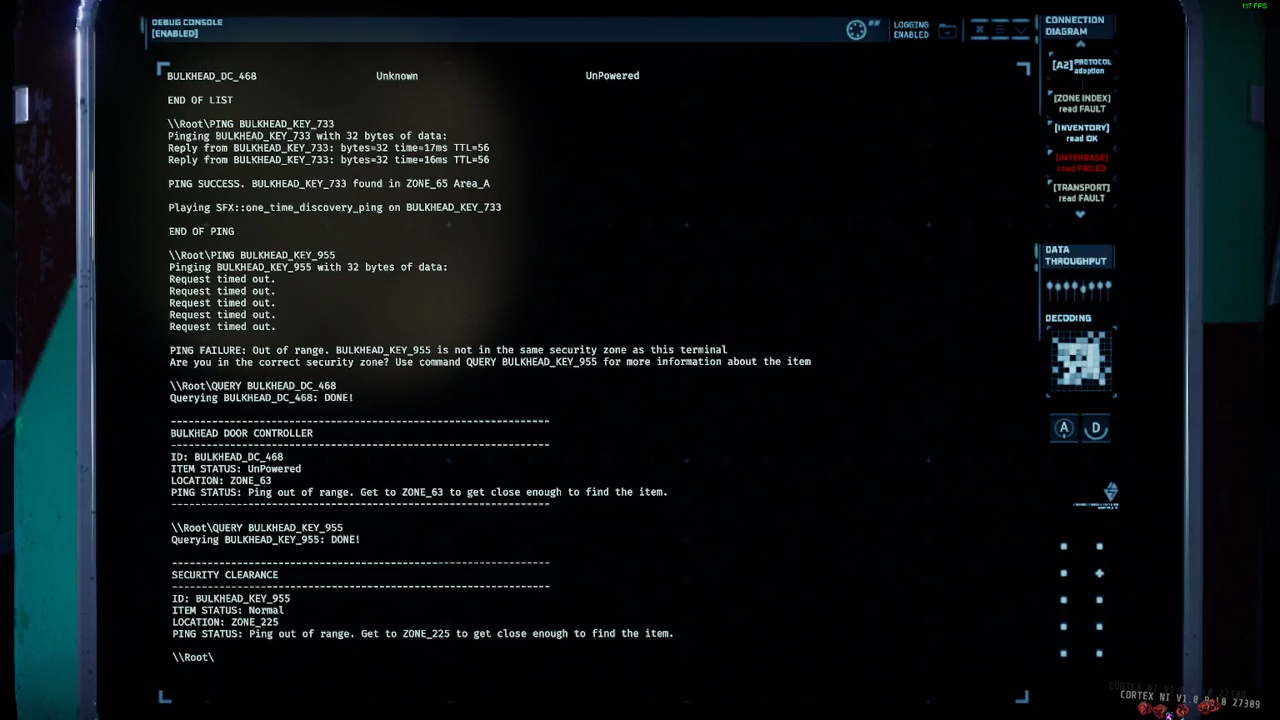 117 FPS
DEBUG CONSOLE
[ENABLED]
LOGGING
ENABLED
BULKHEAD_DC_468 Unknown UnPowered
END OF LIST
\\Root\PING BULKHEAD_KEY_733
Pinging BULKHEAD_KEY_733 with 32 bytes of data:
Reply from BULKHEAD_KEY_733: bytes=32 time=17ms TTL=56
Reply from BULKHEAD_KEY_733: bytes=32 time=16ms TTL=56
PING SUCCESS. BULKHEAD_KEY_733 found in ZONE_65 Area_A
Playing SFX::one_time_discovery_ping on BULKHEAD_KEY_733
END OF PING
\\Root\PING BULKHEAD_KEY_955
Pinging BULKHEAD_KEY_955 with 32 bytes of data:
Request timed out.
Request timed out.
Request timed out.
Request timed out.
Request timed out.
PING FAILURE: Out of range. BULKHEAD_KEY_955 is not in the same security zone as this terminal
Are you in the correct security zone? Use command QUERY BULKHEAD_KEY_955 for more information about the item
\\Root\QUERY BULKHEAD_DC_468
Querying BULKHEAD_DC_468: DONE!
------------------------------------------------------
BULKHEAD DOOR CONTROLLER
------------------------------------------------------
ID: BULKHEAD_DC_468
ITEM STATUS: UnPowered
LOCATION: ZONE_63
PING STATUS: Ping out of range. Get to ZONE_63 to get close enough to find the item.
------------------------------------------------------
\\Root\QUERY BULKHEAD_KEY_955
Querying BULKHEAD_KEY_955: DONE!
------------------------------------------------------
SECURITY CLEARANCE
------------------------------------------------------
ID: BULKHEAD_KEY_955
ITEM STATUS: Normal
LOCATION: ZONE_225
PING STATUS: Ping out of range. Get to ZONE_225 to get close enough to find the item.
\\Root\
CONNECTION
DIAGRAM
[A2] PROTOCOL
adaption
[ZONE INDEX]
read FAULT
[INVENTORY]
read OK
[INTERBASE]
read FAILED
[TRANSPORT]
read FAULT
DATA
THROUGHPUT
DECODING
A D
CORTEX NI V1.0
27309